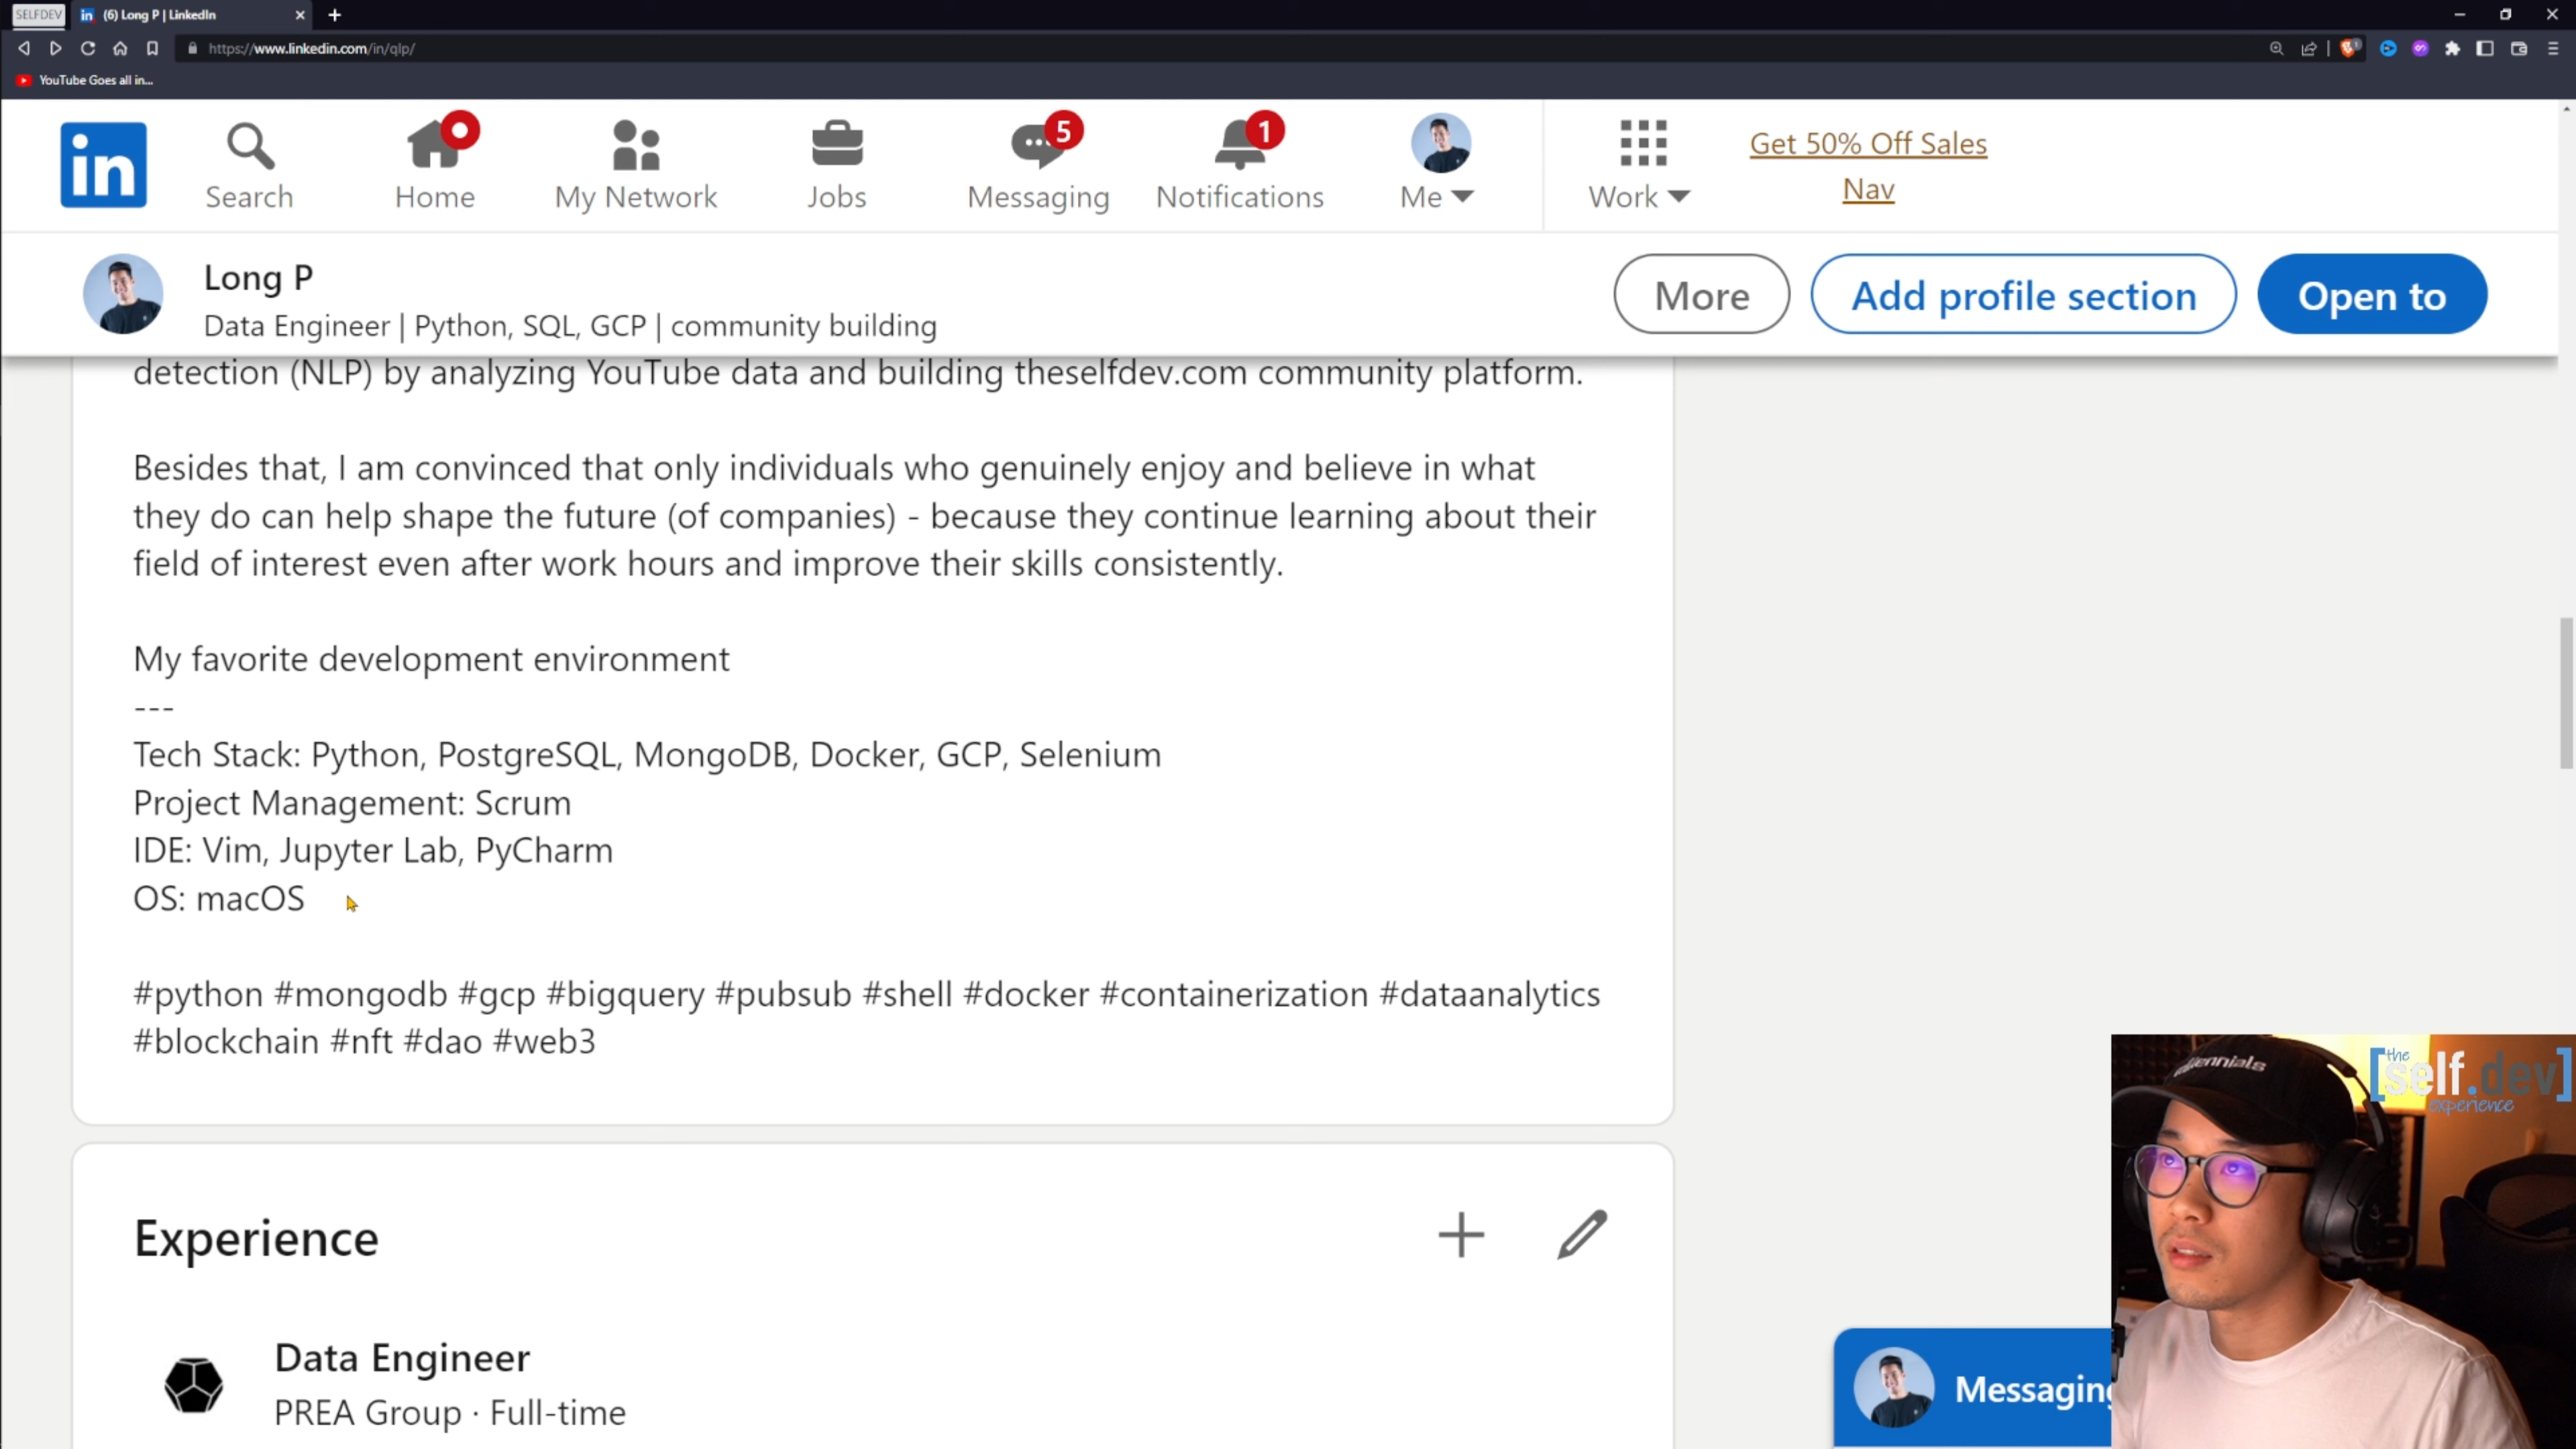 SELFDEV
(6) Long P | LinkedIn
https://www.linkedin.com/in/qlp/
YouTube Goes all in...
in
Search
Home
My Network
Jobs
5
Messaging
1
Notifications
Me
Work
Get 50% Off Sales
Nav
Long P
Data Engineer | Python, SQL, GCP | community building
More
Add profile section
Open to
detection (NLP) by analyzing YouTube data and building theselfdev.com community platform.
Besides that, I am convinced that only individuals who genuinely enjoy and believe in what
they do can help shape the future (of companies) - because they continue learning about their
field of interest even after work hours and improve their skills consistently.
My favorite development environment
---
Tech Stack: Python, PostgreSQL, MongoDB, Docker, GCP, Selenium
Project Management: Scrum
IDE: Vim, Jupyter Lab, PyCharm
OS: macOS
#python #mongodb #gcp #bigquery #pubsub #shell #docker #containerization #dataanalytics
#blockchain #nft #dao #web3
Experience
Data Engineer
PREA Group · Full-time
Messaging
[the self.dev]
experience